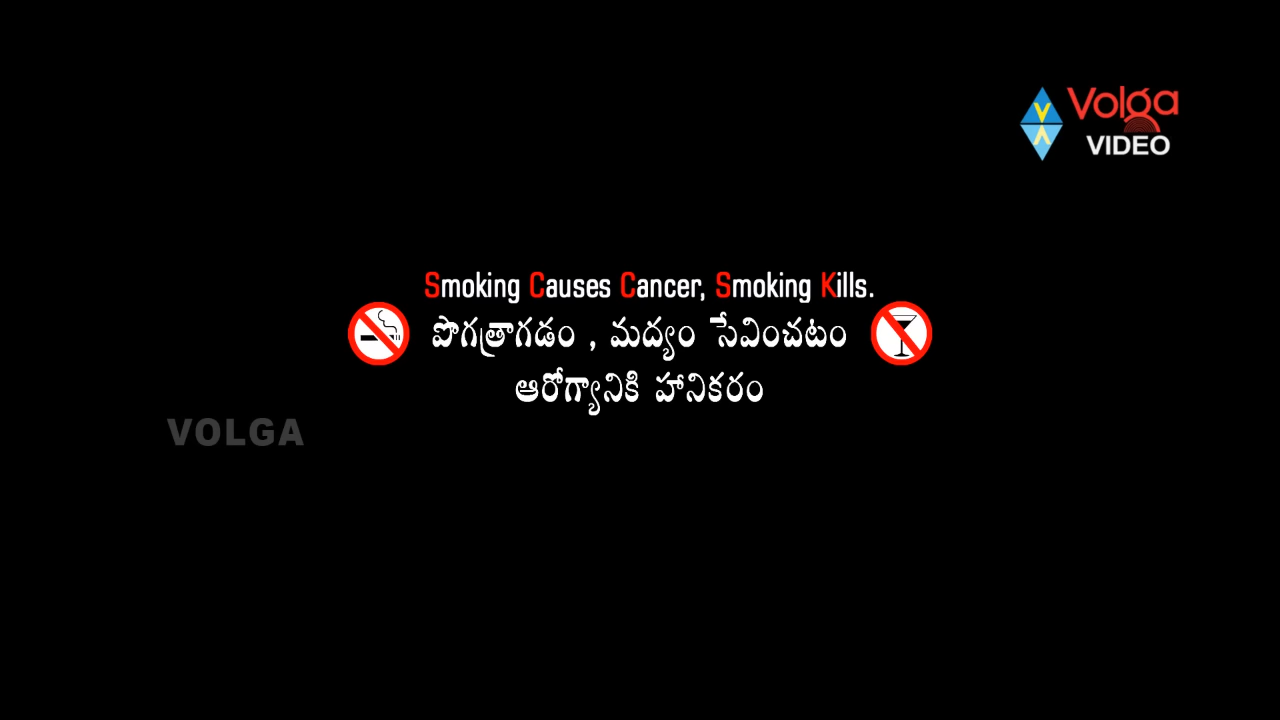 Volga
VIDEO
Smoking Causes Cancer, Smoking Kills.
పొగత్రాగడం , మద్యం సేవించటం
ఆరోగ్యానికి హానికరం
VOLGA